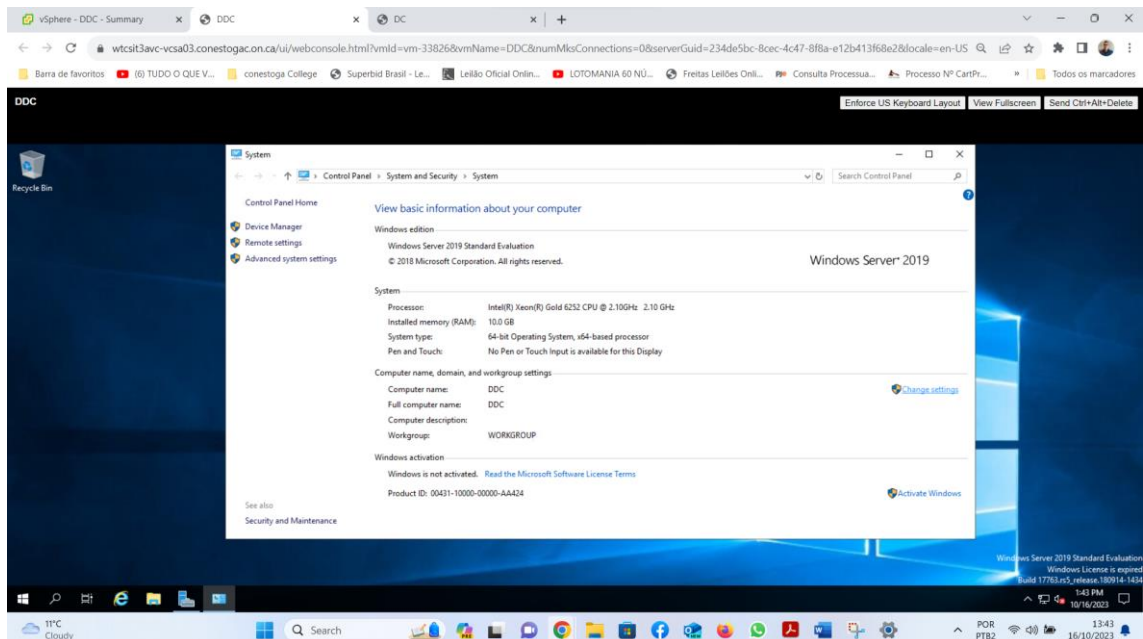 vSphere - DDC - Summary
DDC
DC
wtcsit3avc-vcsa03.conestogac.on.ca/ui/webconsole.html?vmId=vm-33826&vmName=DDC&numMksConnections=0&serverGuid=234de5bc-8cec-4c47-8f8a-e12b413f68e2&locale=en-US
Barra de favoritos
(6) TUDO O QUE V...
conestoga College
Superbid Brasil - Le...
Leilão Oficial Onlin...
LOTOMANIA 60 NÚ...
Freitas Leilões Onli...
Consulta Processua...
Processo Nº CartPr...
»
Todos os marcadores
DDC
Enforce US Keyboard Layout
View Fullscreen
Send Ctrl+Alt+Delete
Recycle Bin
System
Control Panel › System and Security › System
Search Control Panel
Control Panel Home
Device Manager
Remote settings
Advanced system settings
View basic information about your computer
Windows edition
Windows Server 2019 Standard Evaluation
© 2018 Microsoft Corporation. All rights reserved.
Windows Server® 2019
System
Processor: Intel(R) Xeon(R) Gold 6252 CPU @ 2.10GHz 2.10 GHz
Installed memory (RAM): 10.0 GB
System type: 64-bit Operating System, x64-based processor
Pen and Touch: No Pen or Touch Input is available for this Display
Computer name, domain, and workgroup settings
Computer name: DDC
Change settings
Full computer name: DDC
Computer description:
Workgroup: WORKGROUP
Windows activation
Windows is not activated. Read the Microsoft Software License Terms
Product ID: 00431-10000-00000-AA424
Activate Windows
See also
Security and Maintenance
Windows Server 2019 Standard Evaluation
Windows License is expired
Build 17763.rs5_release.180914-1434
1:43 PM
10/16/2023
11°C
Cloudy
Search
POR
PTB2
13:43
16/10/2023